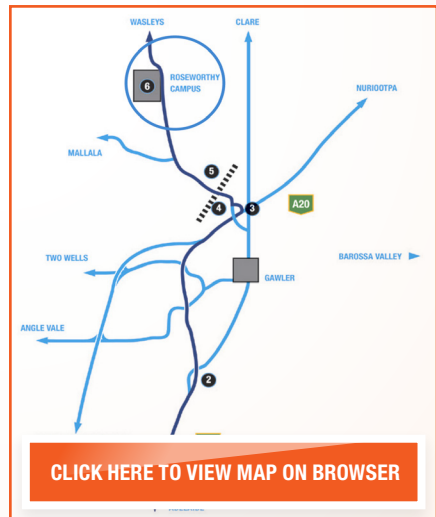 WASLEYS
CLARE
ROSEWORTHY
CAMPUS
6
NURIOOTPA
MALLALA
5
4
3
A20
TWO WELLS
GAWLER
BAROSSA VALLEY
ANGLE VALE
2
CLICK HERE TO VIEW MAP ON BROWSER